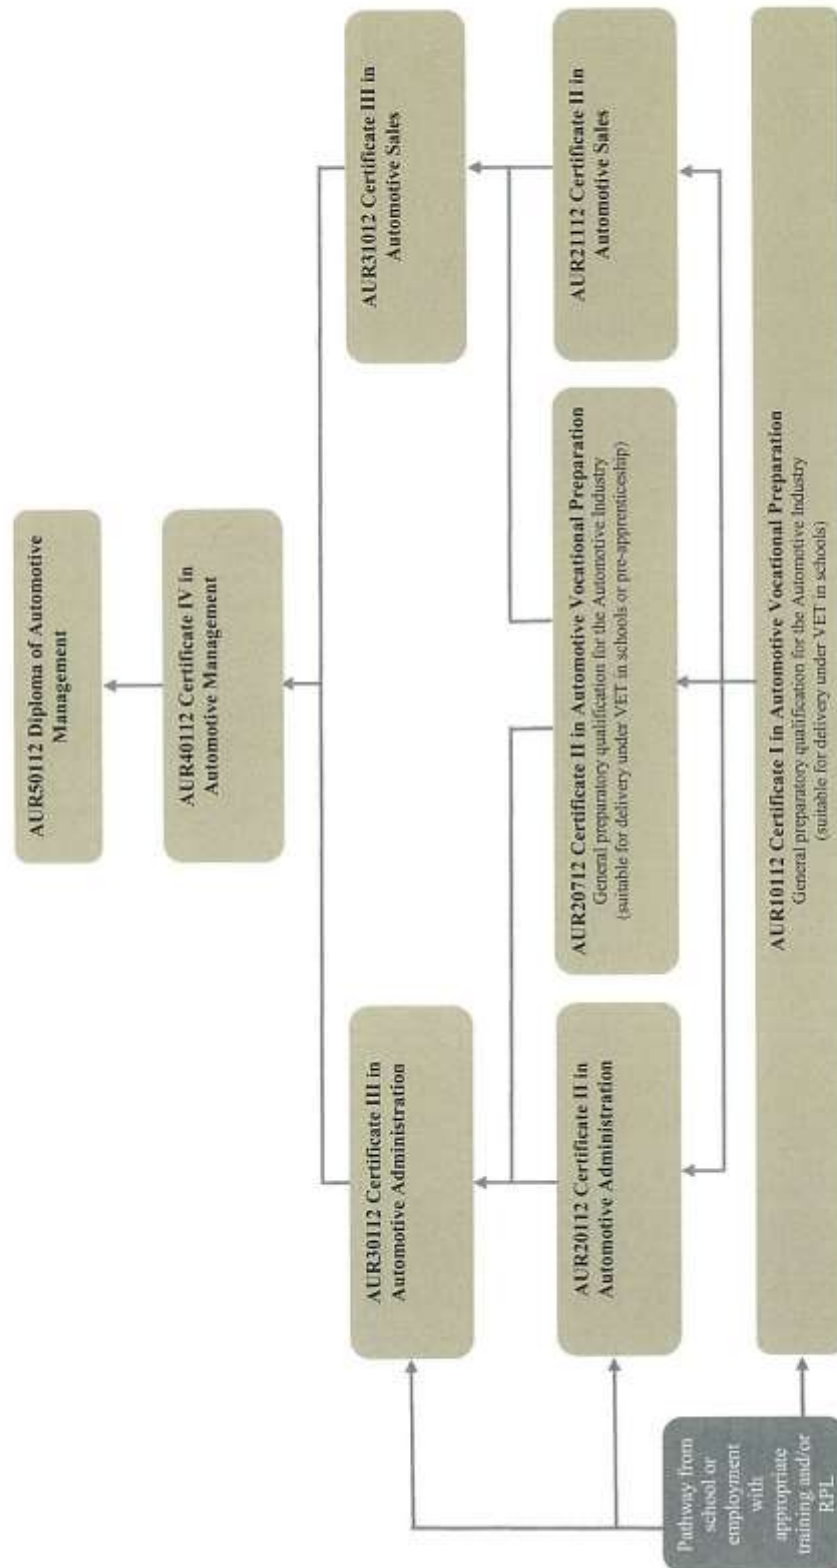 AUR50112 Diploma of Automotive
Management
AUR40112 Certificate IV in
Automotive Management
AUR30112 Certificate III in
Automotive Administration
AUR31012 Certificate III in
Automotive Sales
AUR20112 Certificate II in
Automotive Administration
AUR20712 Certificate II in Automotive Vocational Preparation
General preparatory qualification for the Automotive Industry
(suitable for delivery under VET in schools or pre-apprenticeship)
AUR21112 Certificate II in
Automotive Sales
Pathway from
school or
employment
with
appropriate
training and/or
RPL
AUR10112 Certificate I in Automotive Vocational Preparation
General preparatory qualification for the Automotive Industry
(suitable for delivery under VET in schools)